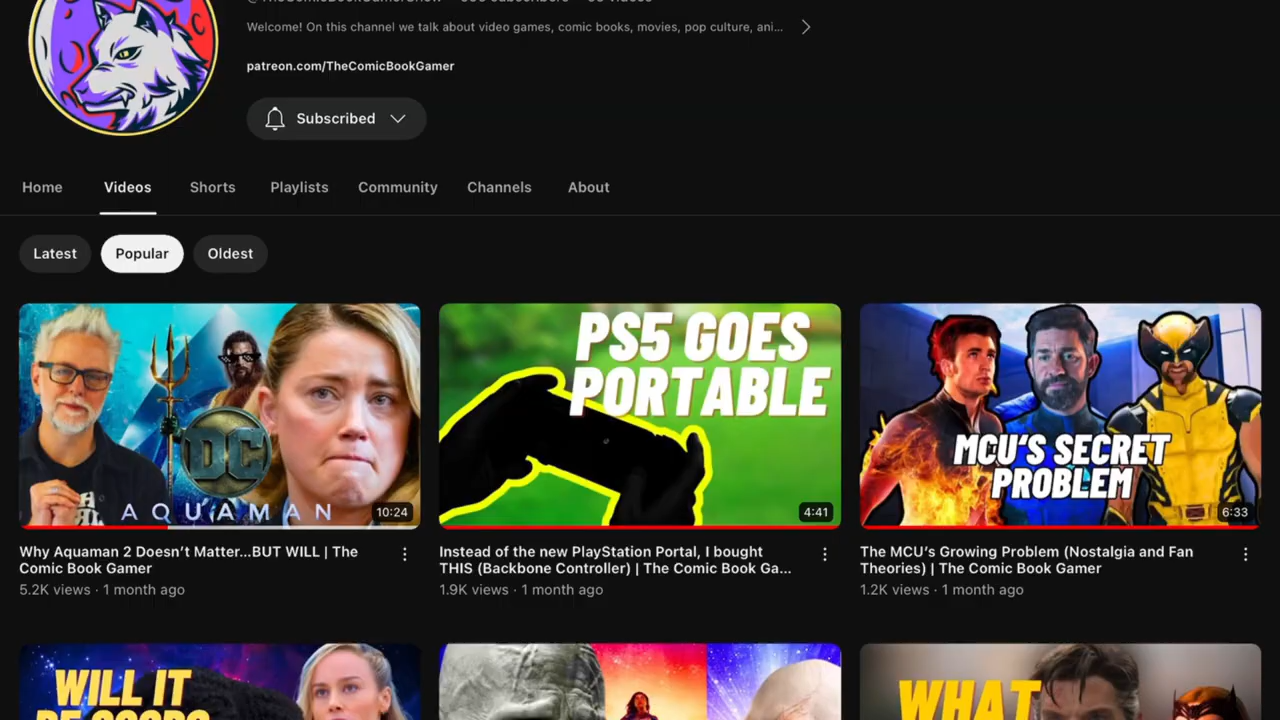 Welcome! On this channel we talk about video games, comic books, movies, pop culture, ani...
patreon.com/TheComicBookGamer
Subscribed
Home Videos Shorts Playlists Community Channels About
Latest Popular Oldest
DC
AQUAMAN
10:24
PS5 GOES
PORTABLE
4:41
MCU'S SECRET
PROBLEM
6:33
Why Aquaman 2 Doesn't Matter...BUT WILL | The
Comic Book Gamer
5.2K views · 1 month ago
Instead of the new PlayStation Portal, I bought
THIS (Backbone Controller) | The Comic Book Ga...
1.9K views · 1 month ago
The MCU's Growing Problem (Nostalgia and Fan
Theories) | The Comic Book Gamer
1.2K views · 1 month ago
WILL IT
WHAT